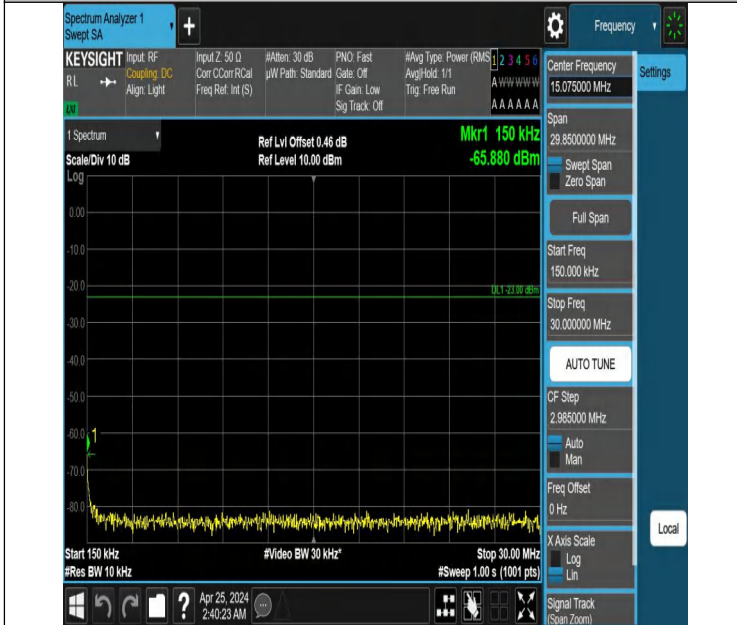 Spectrum Analyzer 1
Swept SA
+
Frequency
KEYSIGHT
RL
Input: RF
Coupling: DC
Align: Light
Input Z: 50 Ω
Corr CCorr RCal
Freq Ref: Int (S)
#Atten: 30 dB
µW Path: Standard
PNO: Fast
Gate: Off
IF Gain: Low
Sig Track: Off
#Avg Type: Power (RMS
Avg|Hold: 1/1
Trig: Free Run
1 2 3 4 5 6
A W W W W W
A A A A A A
1 Spectrum
Scale/Div 10 dB
Log
Ref Lvl Offset 0.46 dB
Ref Level 10.00 dBm
Mkr1 150 kHz
-65.880 dBm
0.00
-10.0
-20.0
DL1 -23.00 dBm
-30.0
-40.0
-50.0
-60.0
1
-70.0
-80.0
Start 150 kHz
#Res BW 10 kHz
#Video BW 30 kHz*
Stop 30.00 MHz
#Sweep 1.00 s (1001 pts)
?
Apr 25, 2024
2:40:23 AM
Center Frequency
15.075000 MHz
Span
29.8500000 MHz
Swept Span
Zero Span
Full Span
Start Freq
150.000 kHz
Stop Freq
30.000000 MHz
AUTO TUNE
CF Step
2.985000 MHz
Auto
Man
Freq Offset
0 Hz
X Axis Scale
Log
Lin
Signal Track
(Span Zoom)
Settings
Local